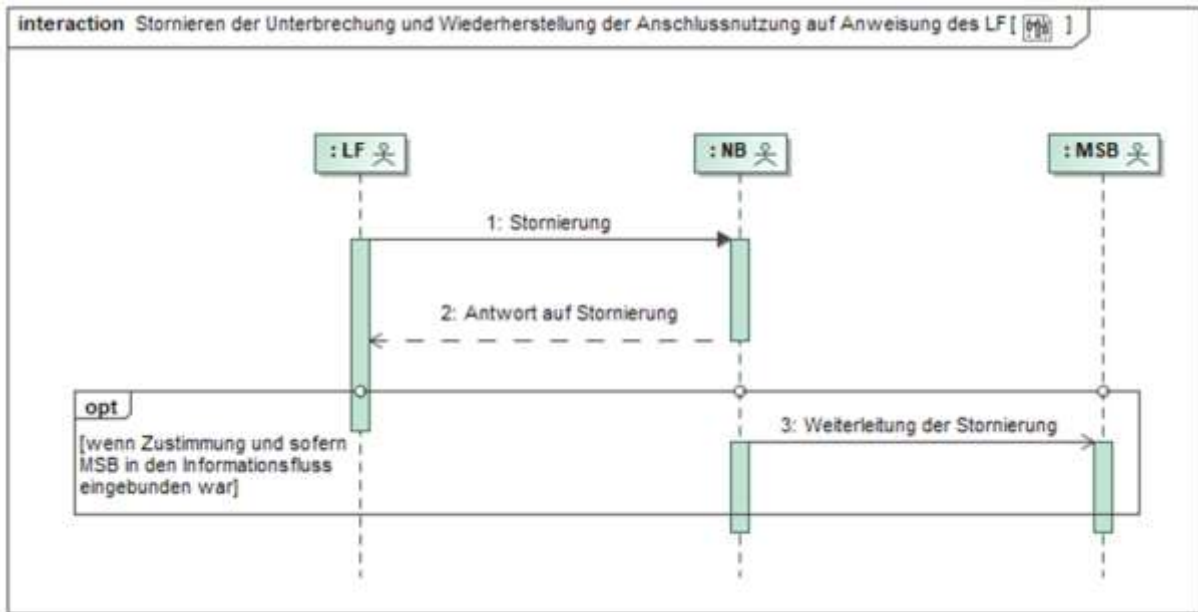 interaction Stornieren der Unterbrechung und Wiederherstellung der Anschlussnutzung auf Anweisung des LF [ ]
: LF
: NB
: MSB
1: Stornierung
2: Antwort auf Stornierung
opt
[wenn Zustimmung und sofern
MSB in den Informationsfluss
eingebunden war]
3: Weiterleitung der Stornierung